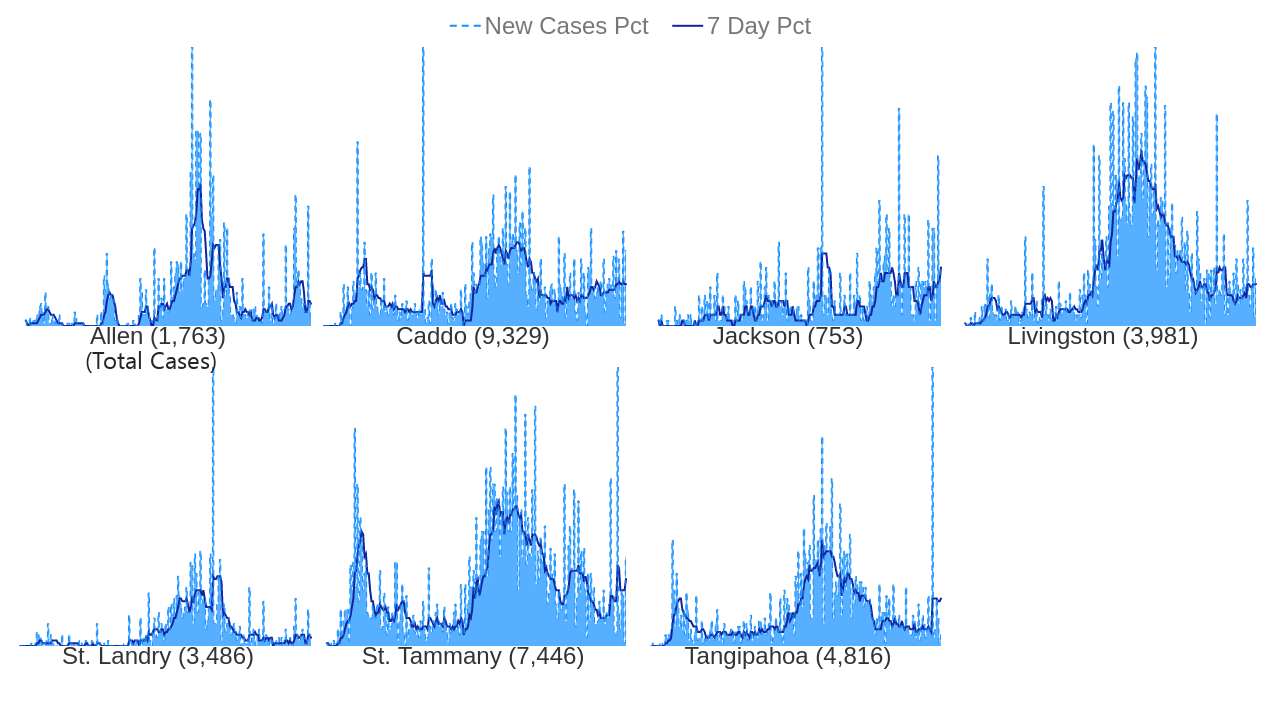 New Cases Pct 7 Day Pct
Allen (1,763) Caddo (9,329) Jackson (753) Livingston (3,981)
(Total Cases)
St. Landry (3,486) St. Tammany (7,446) Tangipahoa (4,816)